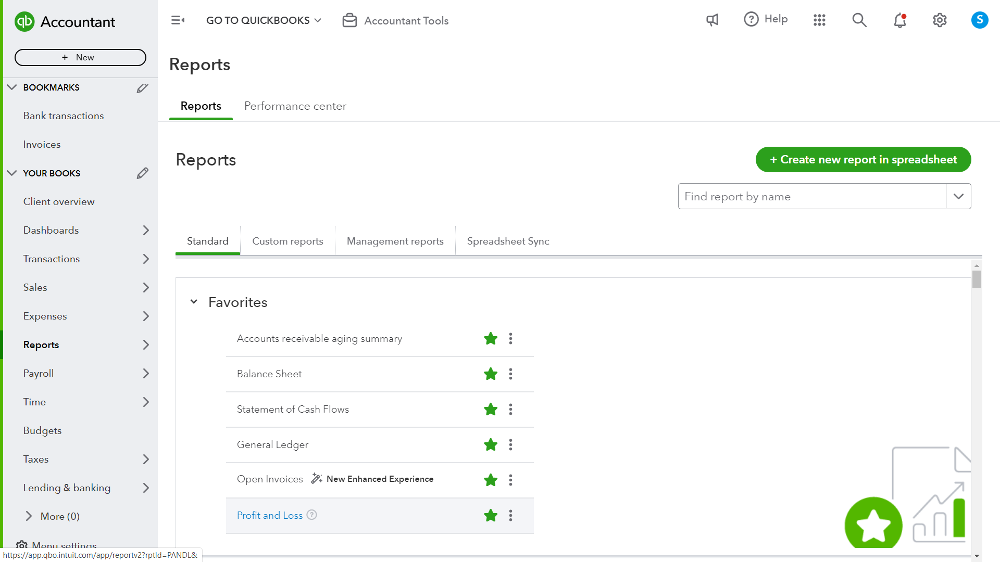 qb Accountant
GO TO QUICKBOOKS
Accountant Tools
Help
S
+ New
BOOKMARKS
Bank transactions
Invoices
YOUR BOOKS
Client overview
Dashboards
Transactions
Sales
Expenses
Reports
Payroll
Time
Budgets
Taxes
Lending & banking
More (0)
Menu settings
https://app.qbo.intuit.com/app/reportv2?rptId=PANDL&
Reports
Reports
Performance center
Reports
+ Create new report in spreadsheet
Find report by name
Standard
Custom reports
Management reports
Spreadsheet Sync
Favorites
Accounts receivable aging summary
Balance Sheet
Statement of Cash Flows
General Ledger
Open Invoices New Enhanced Experience
Profit and Loss ?